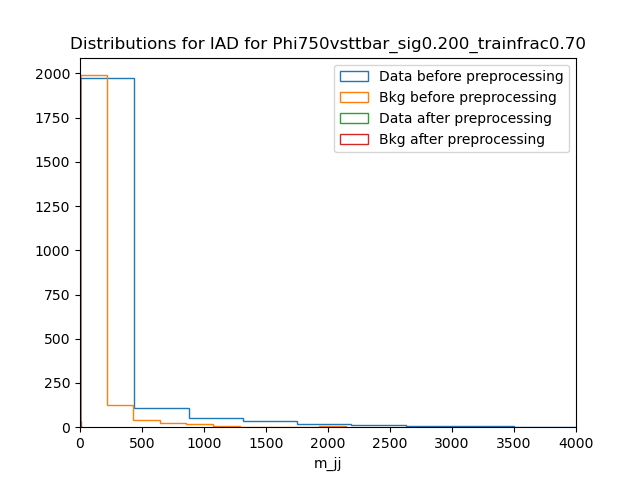 Distributions for IAD for Phi750vsttbar_sig0.200_trainfrac0.70
Data before preprocessing
Bkg before preprocessing
Data after preprocessing
Bkg after preprocessing
2000
1750
1500
1250
1000
750
500
250
0
0 500 1000 1500 2000 2500 3000 3500 4000
m_jj